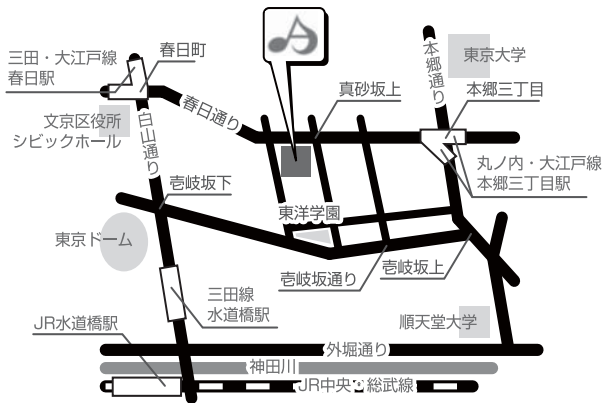 三田・大江戸線
春日駅
春日町
文京区役所
シビックホール
白山通り
春日通り
真砂坂上
本郷通り
東京大学
本郷三丁目
丸ノ内・大江戸線
本郷三丁目駅
壱岐坂下
東洋学園
東京ドーム
壱岐坂通り
壱岐坂上
三田線
水道橋駅
順天堂大学
JR水道橋駅
外堀通り
神田川
JR中央・総武線